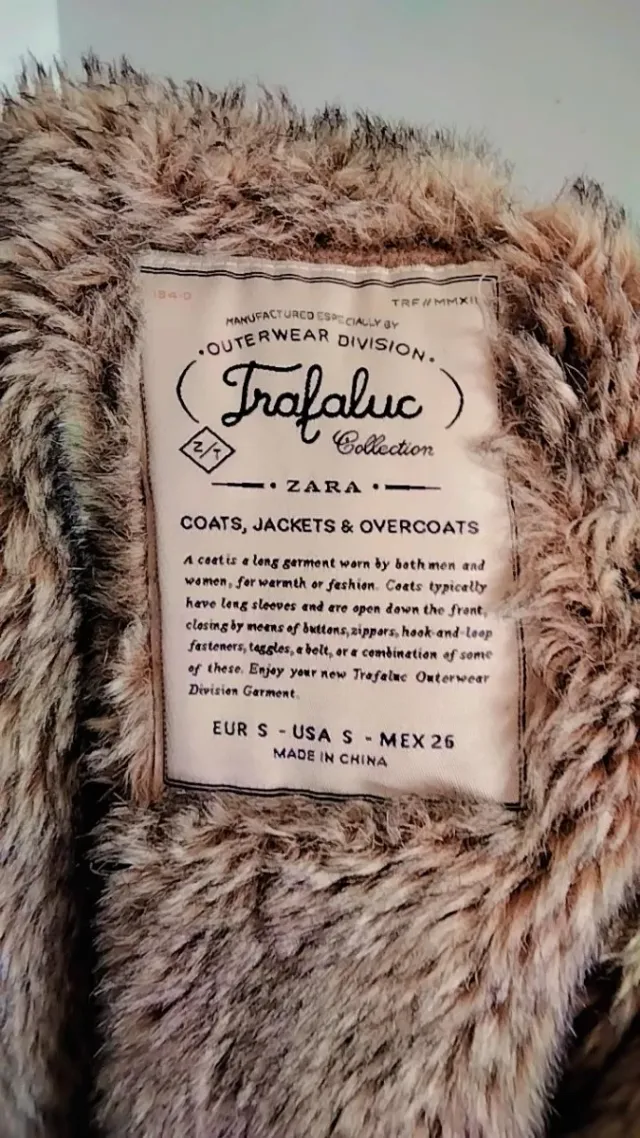 TRF//MMXII
MANUFACTURED ESPECIALLY BY
·OUTERWEAR DIVISION.
(Trafaluc)
Z/T
Collection
ZARA
COATS, JACKETS & OVERCOATS
A coat is a long garment worn by both men and
women, for warmth or fashion. Coats typically
have long sleeves and are open down the front,
closing by means of buttons, zippers, hook-and-loop
fasteners, toggles, a belt, or a combination of some
of these. Enjoy your new Trafaluc Outerwear
Division Garment.
EUR S - USA S - MEX 26
MADE IN CHINA